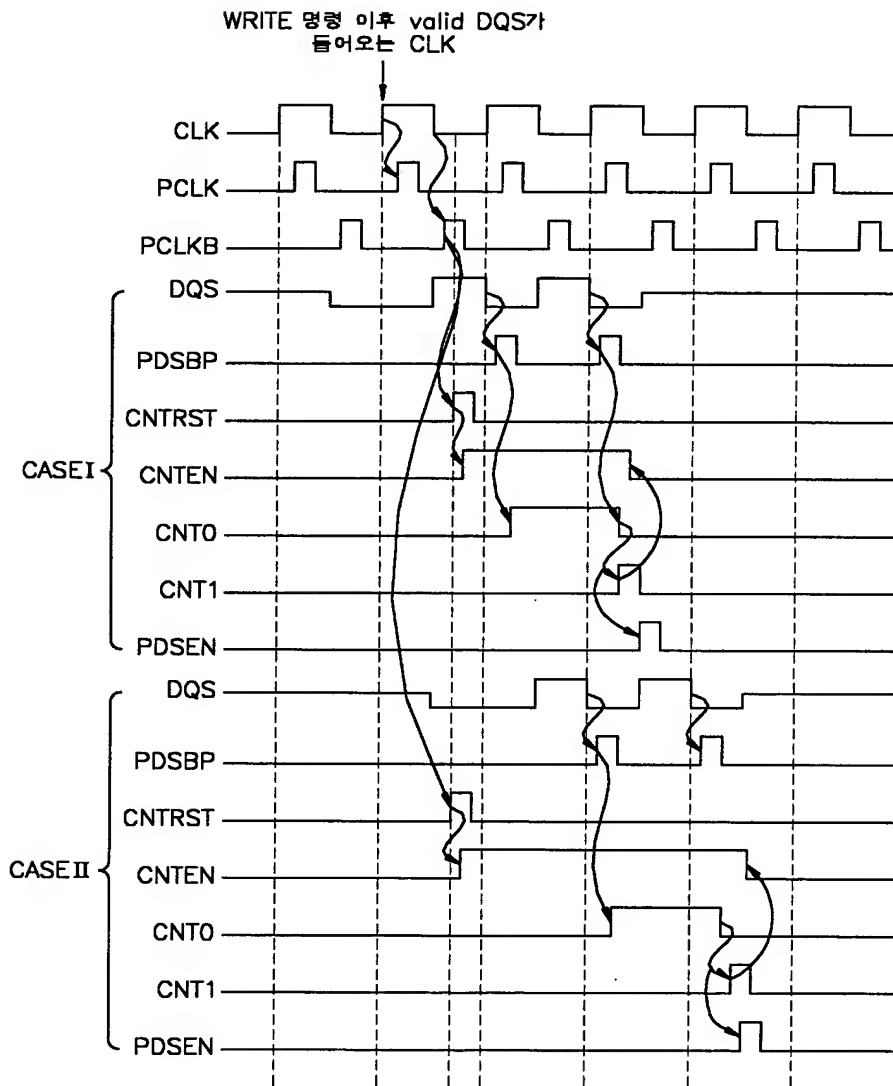 WRITE 명령 이후 valid DQS가
들어오는 CLK
CLK
PCLK
PCLKB
DQS
PDSBP
CNTRST
CASEⅠ
CNTEN
CNT0
CNT1
PDSEN
DQS
PDSBP
CNTRST
CASEⅡ
CNTEN
CNT0
CNT1
PDSEN